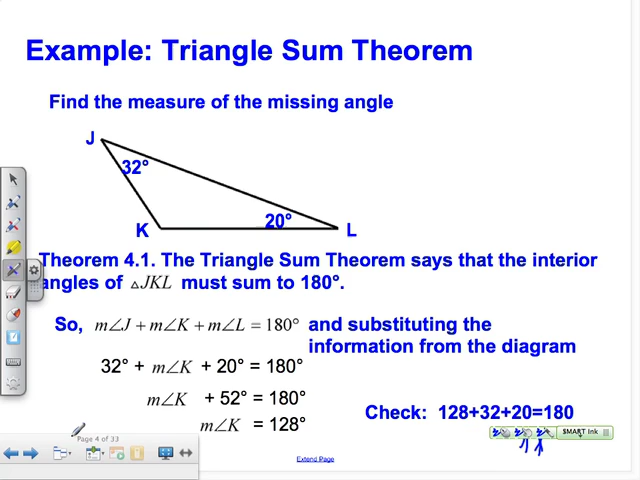 Example: Triangle Sum Theorem
Find the measure of the missing angle
J
32°
20°
K
L
Theorem 4.1. The Triangle Sum Theorem says that the interior
angles of △JKL must sum to 180°.
So, m∠J + m∠K + m∠L = 180° and substituting the
information from the diagram
32° + m∠K + 20° = 180°
m∠K + 52° = 180°
m∠K = 128°
Check: 128+32+20=180
Page 4 of 33
SMART Ink
Extend Page